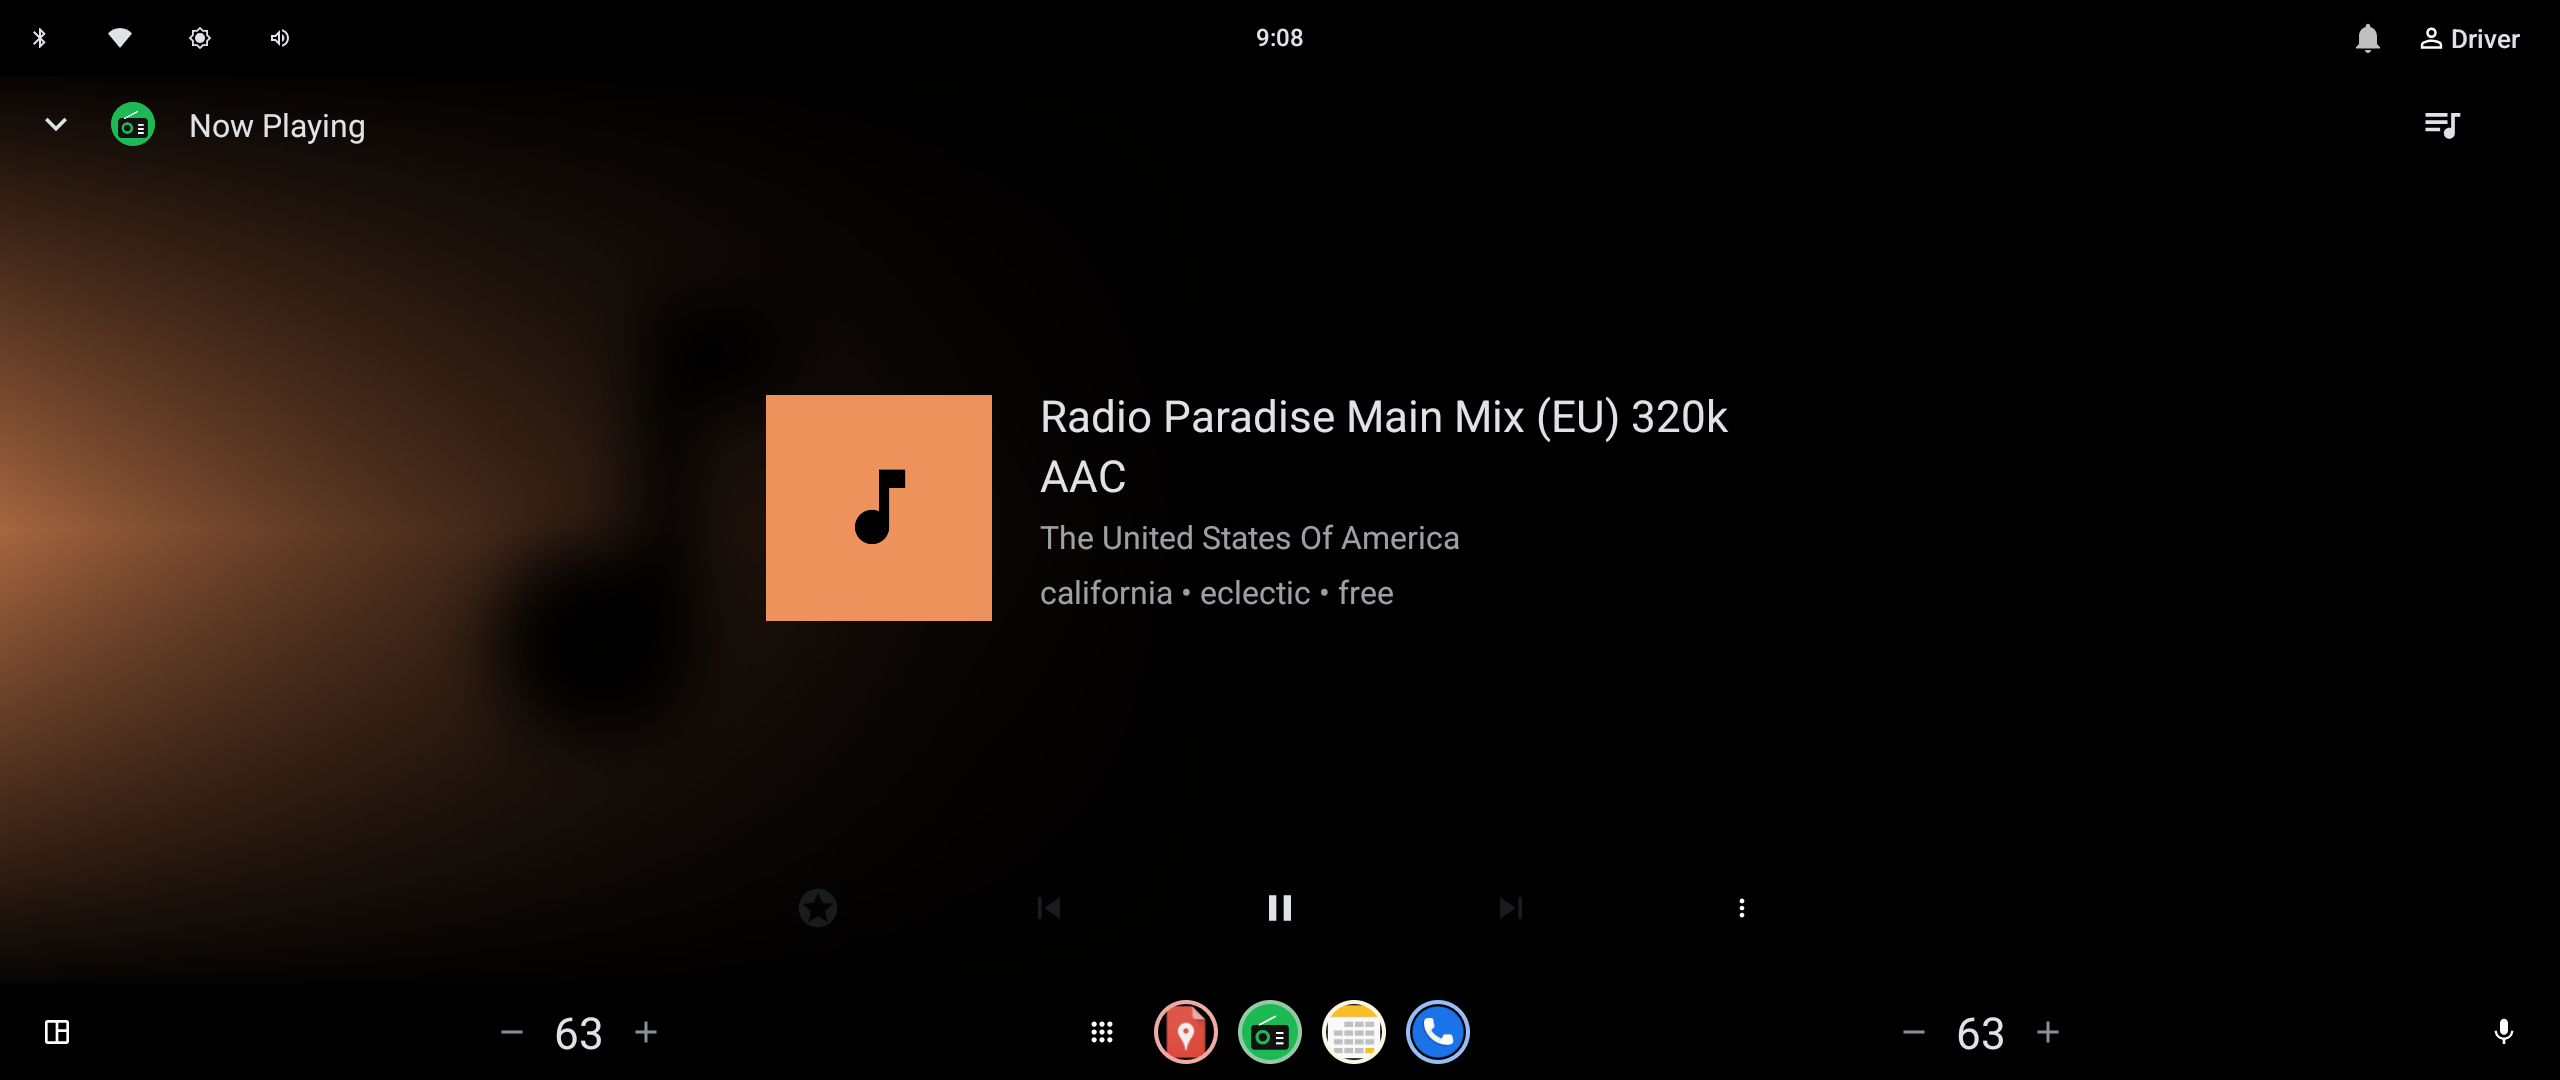 9:08
Driver
Now Playing
Radio Paradise Main Mix (EU) 320k
AAC
The United States Of America
california • eclectic • free
63
63